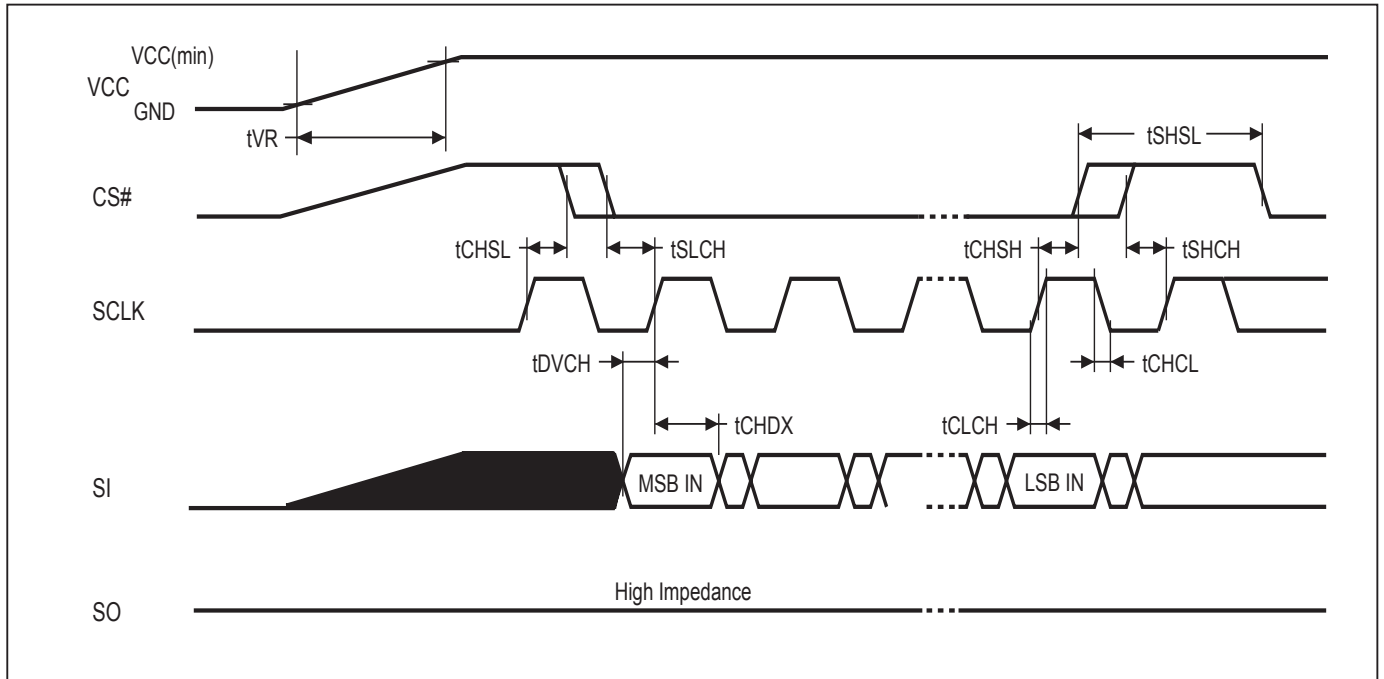 VCC(min)
VCC
GND
tVR
tSHSL
CS#
tCHSL
tSLCH
tCHSH
tSHCH
SCLK
tDVCH
tCHCL
tCHDX
tCLCH
SI
MSB IN
LSB IN
High Impedance
SO